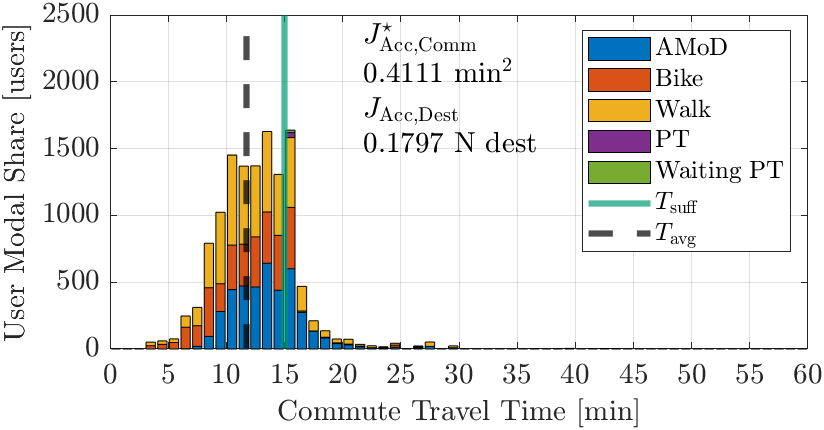 User Modal Share [users]
2500
2000
1500
1000
500
0
J⋆Acc,Comm
0.4111 min²
JAcc,Dest
0.1797 N dest
AMoD
Bike
Walk
PT
Waiting PT
Tsuff
Tavg
0 5 10 15 20 25 30 35 40 45 50 55 60
Commute Travel Time [min]